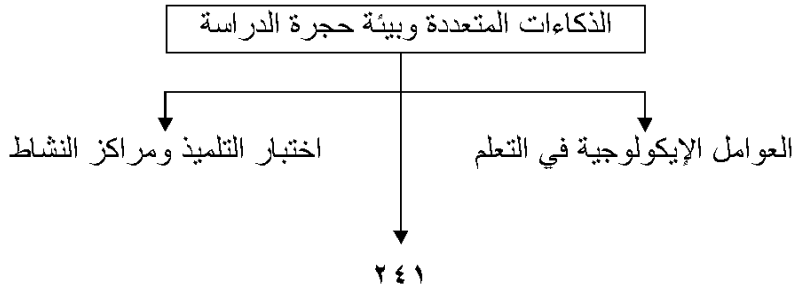 الذكاءات المتعددة وبيئة حجرة الدراسة
العوامل الإيكولوجية في التعلم
اختبار التلميذ ومراكز النشاط
٢٤١